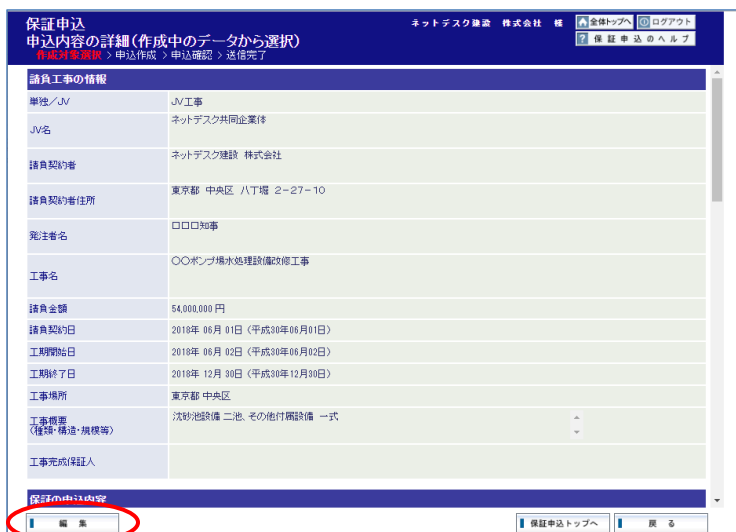 保証申込
ネットデスク建設 株式会社 様
全体トップへ
ログアウト
申込内容の詳細(作成中のデータから選択)
保証申込のヘルプ
作成対象選択 > 申込作成 > 申込確認 > 送信完了
請負工事の情報
単独／JV JV工事
JV名 ネットデスク共同企業体
請負契約者 ネットデスク建設 株式会社
請負契約者住所 東京都 中央区 八丁堀 2－27－10
発注者名 □□□知事
工事名 〇〇ポンプ場水処理設備改修工事
請負金額 54,000,000 円
請負契約日 2018年 06月 01日 (平成30年06月01日)
工期開始日 2018年 06月 02日 (平成30年06月02日)
工期終了日 2018年 12月 30日 (平成30年12月30日)
工事場所 東京都 中央区
工事概要 沈砂池設備 二池、その他付属設備 一式
(種類・構造・規模等)
工事完成保証人
保証の申込内容
編 集
保証申込トップへ
戻 る